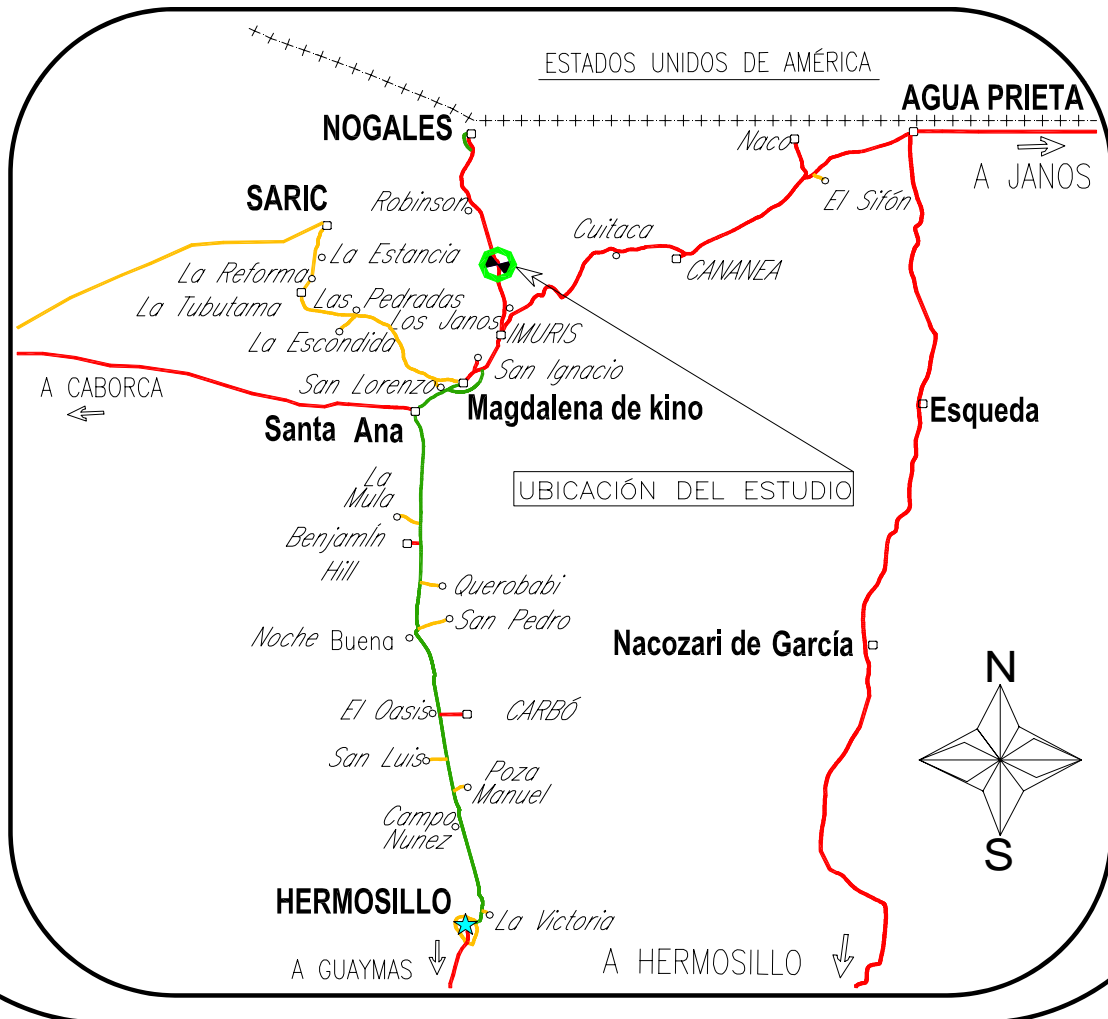 ESTADOS UNIDOS DE AMÉRICA
AGUA PRIETA
NOGALES
Naco
A JANOS
SARIC
Robinson
El Sifón
Cuitaca
La Estancia
CANANEA
La Reforma
La Tubutama
Las Pedradas
Los Janos
IMURIS
La Escondida
San Ignacio
A CABORCA
San Lorenzo
Magdalena de kino
Esqueda
Santa Ana
UBICACIÓN DEL ESTUDIO
La
Mula
Benjamín
Hill
Querobabi
San Pedro
Noche Buena
Nacozari de García
N
El Oasis
CARBÓ
San Luis
Poza
Manuel
Campo
Nunez
S
HERMOSILLO
La Victoria
A GUAYMAS
A HERMOSILLO